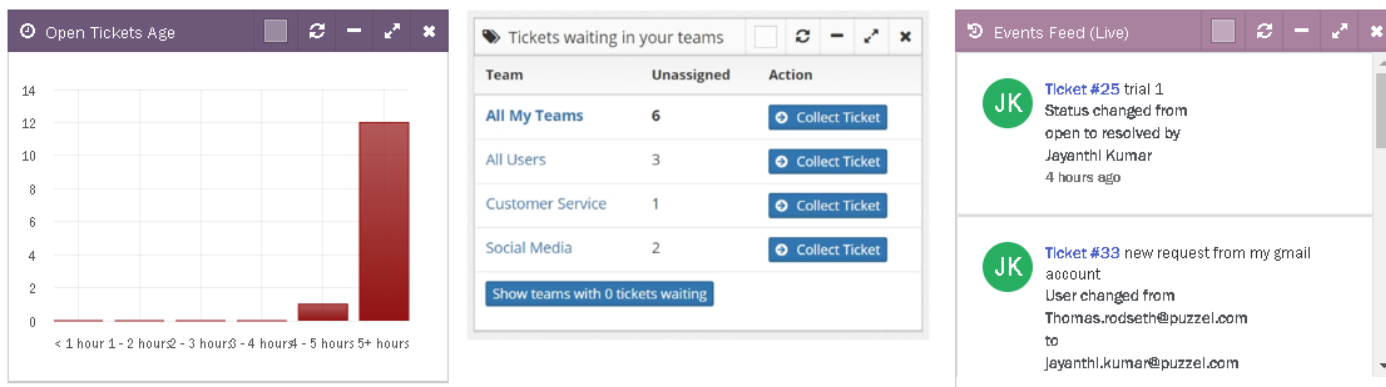 Open Tickets Age
14
12
10
8
6
4
2
0
< 1 hour 1 - 2 hours 2 - 3 hours 3 - 4 hours 4 - 5 hours 5+ hours
Tickets waiting in your teams
Team Unassigned Action
All My Teams 6 Collect Ticket
All Users 3 Collect Ticket
Customer Service 1 Collect Ticket
Social Media 2 Collect Ticket
Show teams with 0 tickets waiting
Events Feed (Live)
JK
Ticket #25 trial 1
Status changed from
open to resolved by
Jayanthi Kumar
4 hours ago
JK
Ticket #33 new request from my gmail
account
User changed from
Thomas.rodseth@puzzel.com
to
jayanthi.kumar@puzzel.com